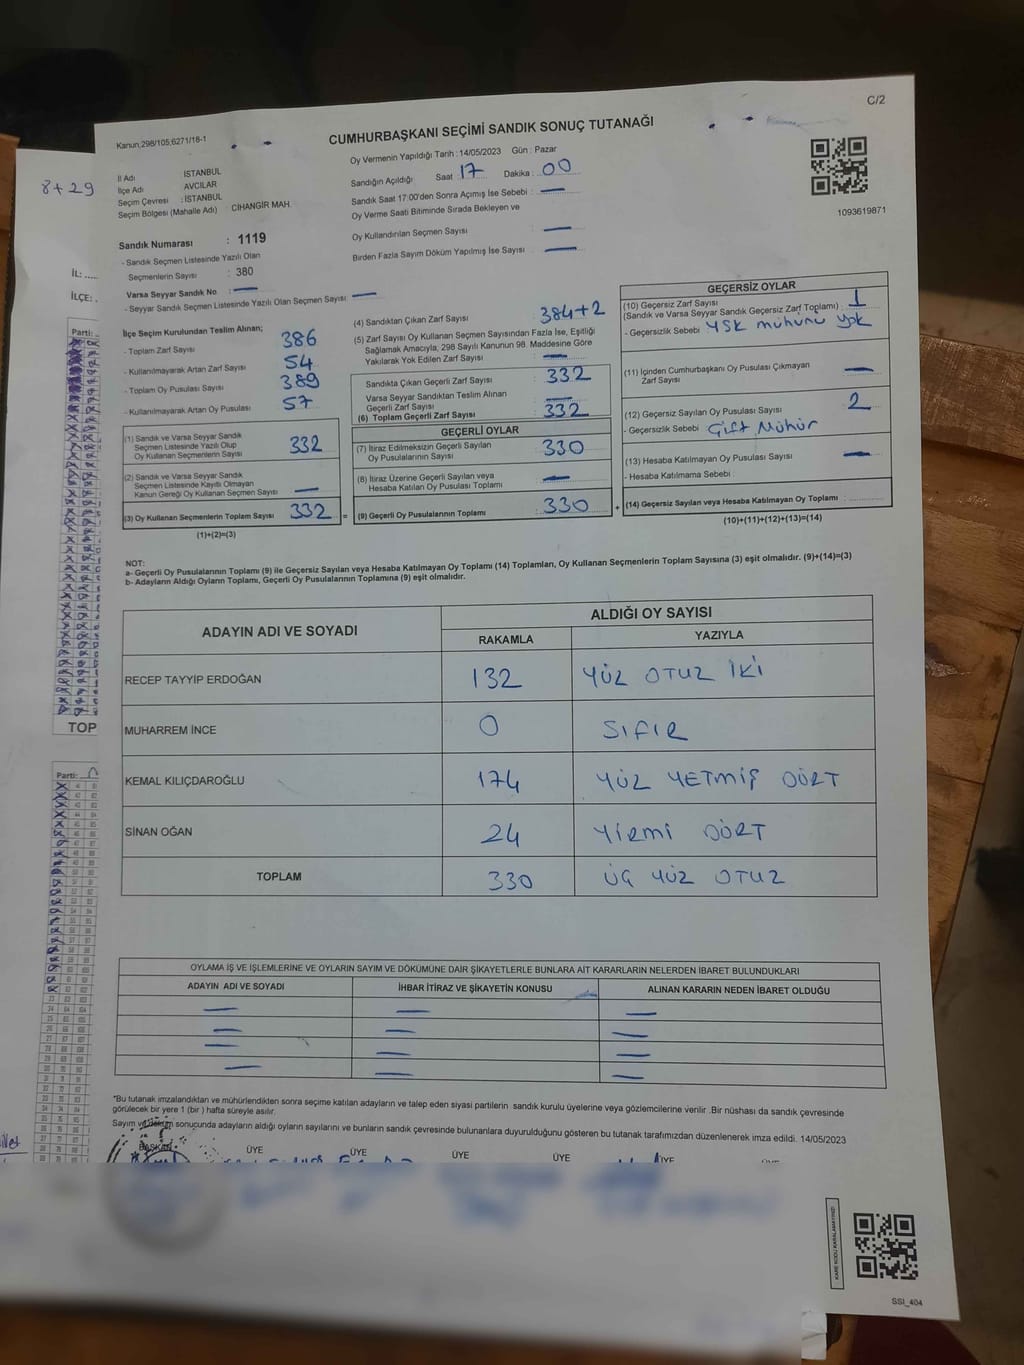 C/2
Kanun,298/105;6271/18-1
CUMHURBAŞKANI SEÇİMİ SANDIK SONUÇ TUTANAĞI
8+29
İl Adı : İSTANBUL
İlçe Adı : AVCILAR
Seçim Çevresi : İSTANBUL
Seçim Bölgesi (Mahalle Adı) : CİHANGİR MAH.
Oy Vermenin Yapıldığı Tarih : 14/05/2023 Gün : Pazar
Sandığın Açıldığı Saat : 17 Dakika : 00
Sandık Saat 17:00'den Sonra Açımış İse Sebebi : —
Oy Verme Saati Bitiminde Sırada Bekleyen ve
Oy Kullandırılan Seçmen Sayısı : —
Birden Fazla Sayım Döküm Yapılmış İse Sayısı : —
1093619871
Sandık Numarası : 1119
- Sandık Seçmen Listesinde Yazılı Olan
Seçmenlerin Sayısı : 380
Varsa Seyyar Sandık No : —
- Seyyar Sandık Seçmen Listesinde Yazılı Olan Seçmen Sayısı : —
İlçe Seçim Kurulundan Teslim Alınan;
- Toplam Zarf Sayısı : 386
- Kullanılmayarak Artan Zarf Sayısı : 54
- Toplam Oy Pusulası Sayısı : 389
- Kullanılmayarak Artan Oy Pusulası : 57
(1) Sandık ve Varsa Seyyar Sandık
Seçmen Listesinde Yazılı Olup
Oy Kullanan Seçmenlerin Sayısı : 332
(2) Sandık ve Varsa Seyyar Sandık
Seçmen Listesinde Kayıtlı Olmayan
Kanun Gereği Oy Kullanan Seçmen Sayısı : —
(3) Oy Kullanan Seçmenlerin Toplam Sayısı : 332
(1)+(2)=(3)
(4) Sandıktan Çıkan Zarf Sayısı : 384+2
(5) Zarf Sayısı Oy Kullanan Seçmen Sayısından Fazla İse, Eşitliği
Sağlamak Amacıyla, 298 Sayılı Kanunun 98. Maddesine Göre
Yakılarak Yok Edilen Zarf Sayısı : —
Sandıkta Çıkan Geçerli Zarf Sayısı : 332
Varsa Seyyar Sandıktan Teslim Alınan
Geçerli Zarf Sayısı : —
(6) Toplam Geçerli Zarf Sayısı : 332
GEÇERLİ OYLAR
(7) İtiraz Edilmeksizin Geçerli Sayılan
Oy Pusulalarının Sayısı : 330
(8) İtiraz Üzerine Geçerli Sayılan veya
Hesaba Katılan Oy Pusulası Toplamı : —
(9) Geçerli Oy Pusulalarının Toplamı : 330
GEÇERSİZ OYLAR
(10) Geçersiz Zarf Sayısı
(Sandık ve Varsa Seyyar Sandık Geçersiz Zarf Toplamı) : 1
- Geçersizlik Sebebi : YSK mühürü yok
(11) İçinden Cumhurbaşkanı Oy Pusulası Çıkmayan
Zarf Sayısı : —
(12) Geçersiz Sayılan Oy Pusulası Sayısı : 2
- Geçersizlik Sebebi : Çift Mühür
(13) Hesaba Katılmayan Oy Pusulası Sayısı : —
- Hesaba Katılmama Sebebi :
(14) Geçersiz Sayılan veya Hesaba Katılmayan Oy Toplamı :
(10)+(11)+(12)+(13)=(14)
NOT:
a- Geçerli Oy Pusulalarının Toplamı (9) ile Geçersiz Sayılan veya Hesaba Katılmayan Oy Toplamı (14) Toplamları, Oy Kullanan Seçmenlerin Toplam Sayısına (3) eşit olmalıdır. (9)+(14)=(3)
b- Adayların Aldığı Oyların Toplamı, Geçerli Oy Pusulalarının Toplamına (9) eşit olmalıdır.
ADAYIN ADI VE SOYADI
ALDIĞI OY SAYISI
RAKAMLA YAZIYLA
RECEP TAYYİP ERDOĞAN 132 YÜZ OTUZ İKİ
MUHARREM İNCE 0 SIFIR
KEMAL KILIÇDAROĞLU 174 YÜZ YETMİŞ DÖRT
SİNAN OĞAN 24 YİRMİ DÖRT
TOPLAM 330 ÜÇ YÜZ OTUZ
OYLAMA İŞ VE İŞLEMLERİNE VE OYLARIN SAYIM VE DÖKÜMÜNE DAİR ŞİKAYETLERLE BUNLARA AİT KARARLARIN NELERDEN İBARET BULUNDUKLARI
ADAYIN ADI VE SOYADI İHBAR İTİRAZ VE ŞİKAYETİN KONUSU ALINAN KARARIN NEDEN İBARET OLDUĞU
*Bu tutanak imzalandıktan ve mühürlendikten sonra seçime katılan adayların ve talep eden siyasi partilerin sandık kurulu üyelerine veya gözlemcilerine verilir .Bir nüshası da sandık çevresinde
görülecek bir yere 1 (bir ) hafta süreyle asılır.
Sayım ve döküm sonucunda adayların aldığı oyların sayılarını ve bunların sandık çevresinde bulunanlara duyurulduğunu gösteren bu tutanak tarafımızdan düzenlenerek imza edildi. 14/05/2023
BAŞKAN ÜYE ÜYE ÜYE ÜYE ÜYE
KARE KODU KARALAMAYINIZ!
SSI_404
İL:
İLÇE:
Parti:
TOP
Parti: